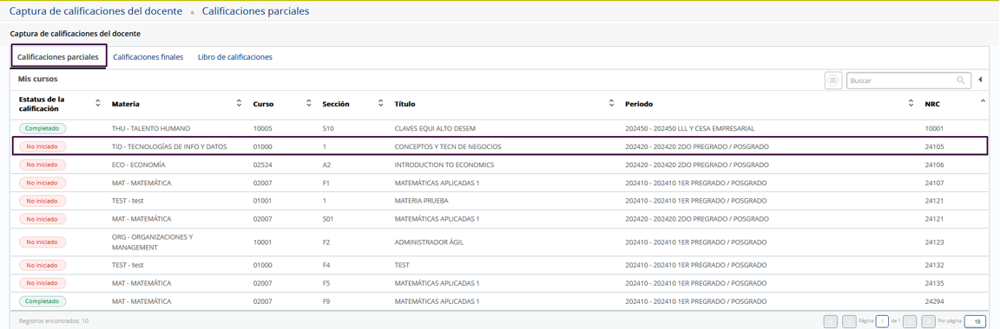 Captura de calificaciones del docente • Calificaciones parciales
Captura de calificaciones del docente
Calificaciones parciales Calificaciones finales Libro de calificaciones
Mis cursos Buscar
Estatus de la calificación Materia Curso Sección Título Periodo NRC
Completado THU - TALENTO HUMANO 10005 S10 CLAVES EQUI ALTO DESEM 202450 - 202450 LLL Y CESA EMPRESARIAL 10001
No iniciado TID - TECNOLOGÍAS DE INFO Y DATOS 01000 1 CONCEPTOS Y TECN DE NEGOCIOS 202420 - 202420 2DO PREGRADO / POSGRADO 24105
No iniciado ECO - ECONOMÍA 02524 A2 INTRODUCTION TO ECONOMICS 202420 - 202420 2DO PREGRADO / POSGRADO 24106
No iniciado MAT - MATEMÁTICA 02007 F1 MATEMÁTICAS APLICADAS 1 202410 - 202410 1ER PREGRADO / POSGRADO 24107
No iniciado TEST - test 01001 1 MATERIA PRUEBA 202410 - 202410 1ER PREGRADO / POSGRADO 24121
No iniciado MAT - MATEMÁTICA 02007 S01 MATEMÁTICAS APLICADAS 1 202420 - 202420 2DO PREGRADO / POSGRADO 24121
No iniciado ORG - ORGANIZACIONES Y MANAGEMENT 10001 F2 ADMINISTRADOR ÁGIL 202410 - 202410 1ER PREGRADO / POSGRADO 24123
No iniciado TEST - test 01000 F4 TEST 202410 - 202410 1ER PREGRADO / POSGRADO 24132
No iniciado MAT - MATEMÁTICA 02007 F5 MATEMÁTICAS APLICADAS 1 202410 - 202410 1ER PREGRADO / POSGRADO 24135
Completado MAT - MATEMÁTICA 02007 F9 MATEMÁTICAS APLICADAS 1 202410 - 202410 1ER PREGRADO / POSGRADO 24294
Registros encontrados: 10 Página 1 de 1 Por página 10